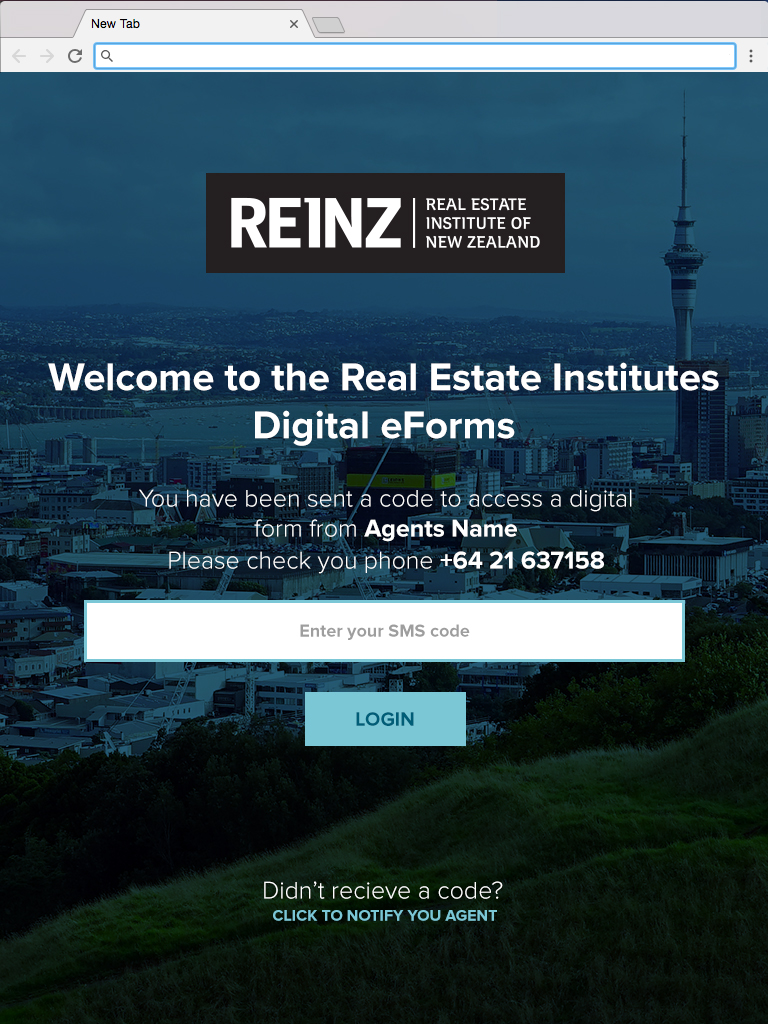 New Tab
REINZ
REAL ESTATE
INSTITUTE OF
NEW ZEALAND
Welcome to the Real Estate Institutes
Digital eForms
You have been sent a code to access a digital
form from Agents Name
Please check you phone +64 21 637158
Enter your SMS code
LOGIN
Didn't recieve a code?
CLICK TO NOTIFY YOU AGENT